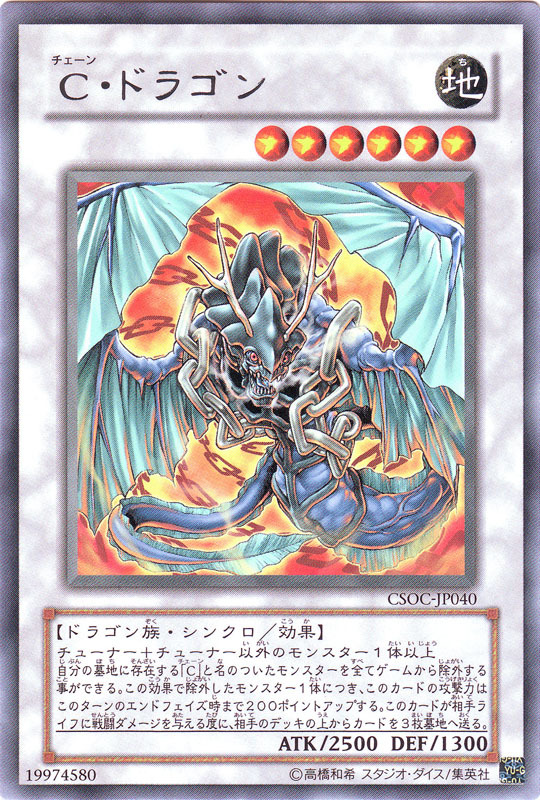 チェーン
C・ドラゴン
ち
地
CSOC-JP040
【ドラゴン族・シンクロ／効果】
チューナー＋チューナー以外のモンスター１体以上
自分の墓地に存在する「C」と名のついたモンスターを全てゲームから除外する
事ができる。この効果で除外したモンスター１体につき、このカードの攻撃力は
このターンのエンドフェイズ時まで２００ポイントアップする。このカードが相手
ライフに戦闘ダメージを与える度に、相手のデッキの上からカードを３枚墓地へ送る。
ATK/2500 DEF/1300
19974580
©高橋和希 スタジオ・ダイス/集英社